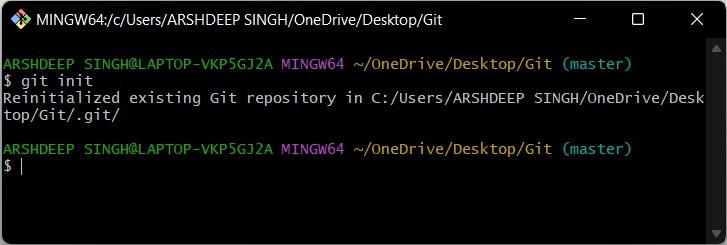 MINGW64:/c/Users/ARSHDEEP SINGH/OneDrive/Desktop/Git
ARSHDEEP SINGH@LAPTOP-VKP5GJ2A MINGW64 ~/OneDrive/Desktop/Git (master)
$ git init
Reinitialized existing Git repository in C:/Users/ARSHDEEP SINGH/OneDrive/Desk
top/Git/.git/
ARSHDEEP SINGH@LAPTOP-VKP5GJ2A MINGW64 ~/OneDrive/Desktop/Git (master)
$